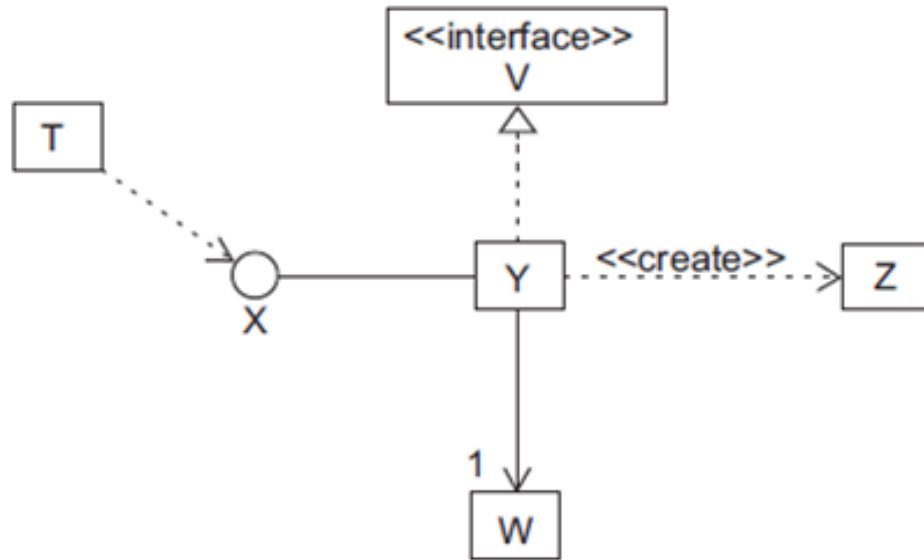 <<interface>>
V
T
X
Y
<<create>>
Z
1
W